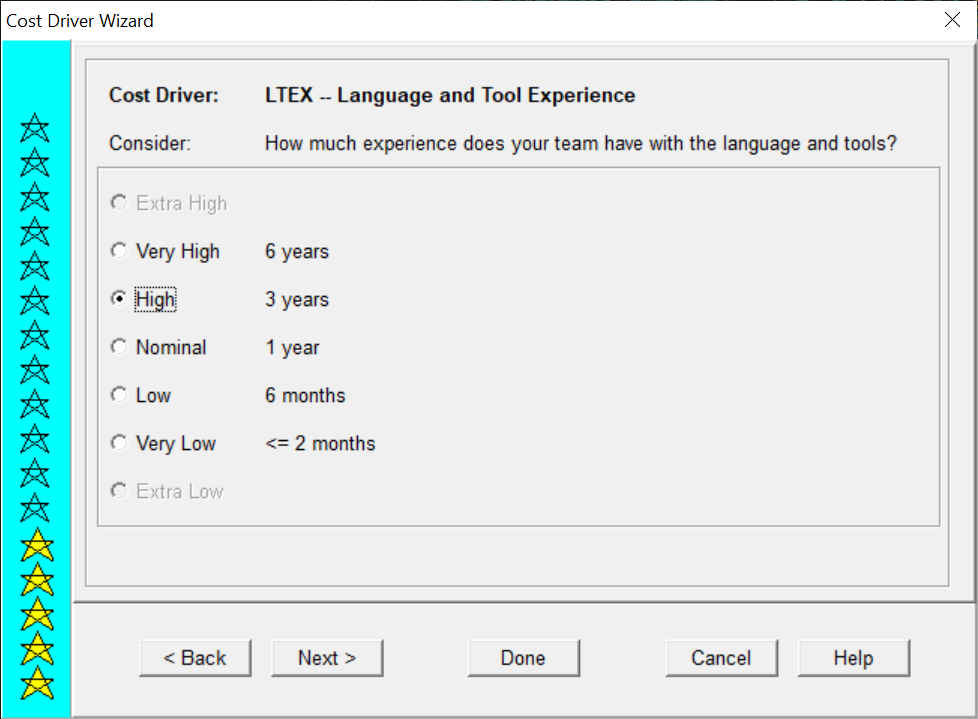 Cost Driver Wizard
Cost Driver: LTEX -- Language and Tool Experience
Consider: How much experience does your team have with the language and tools?
Extra High
Very High 6 years
High 3 years
Nominal 1 year
Low 6 months
Very Low <= 2 months
Extra Low
< Back Next > Done Cancel Help